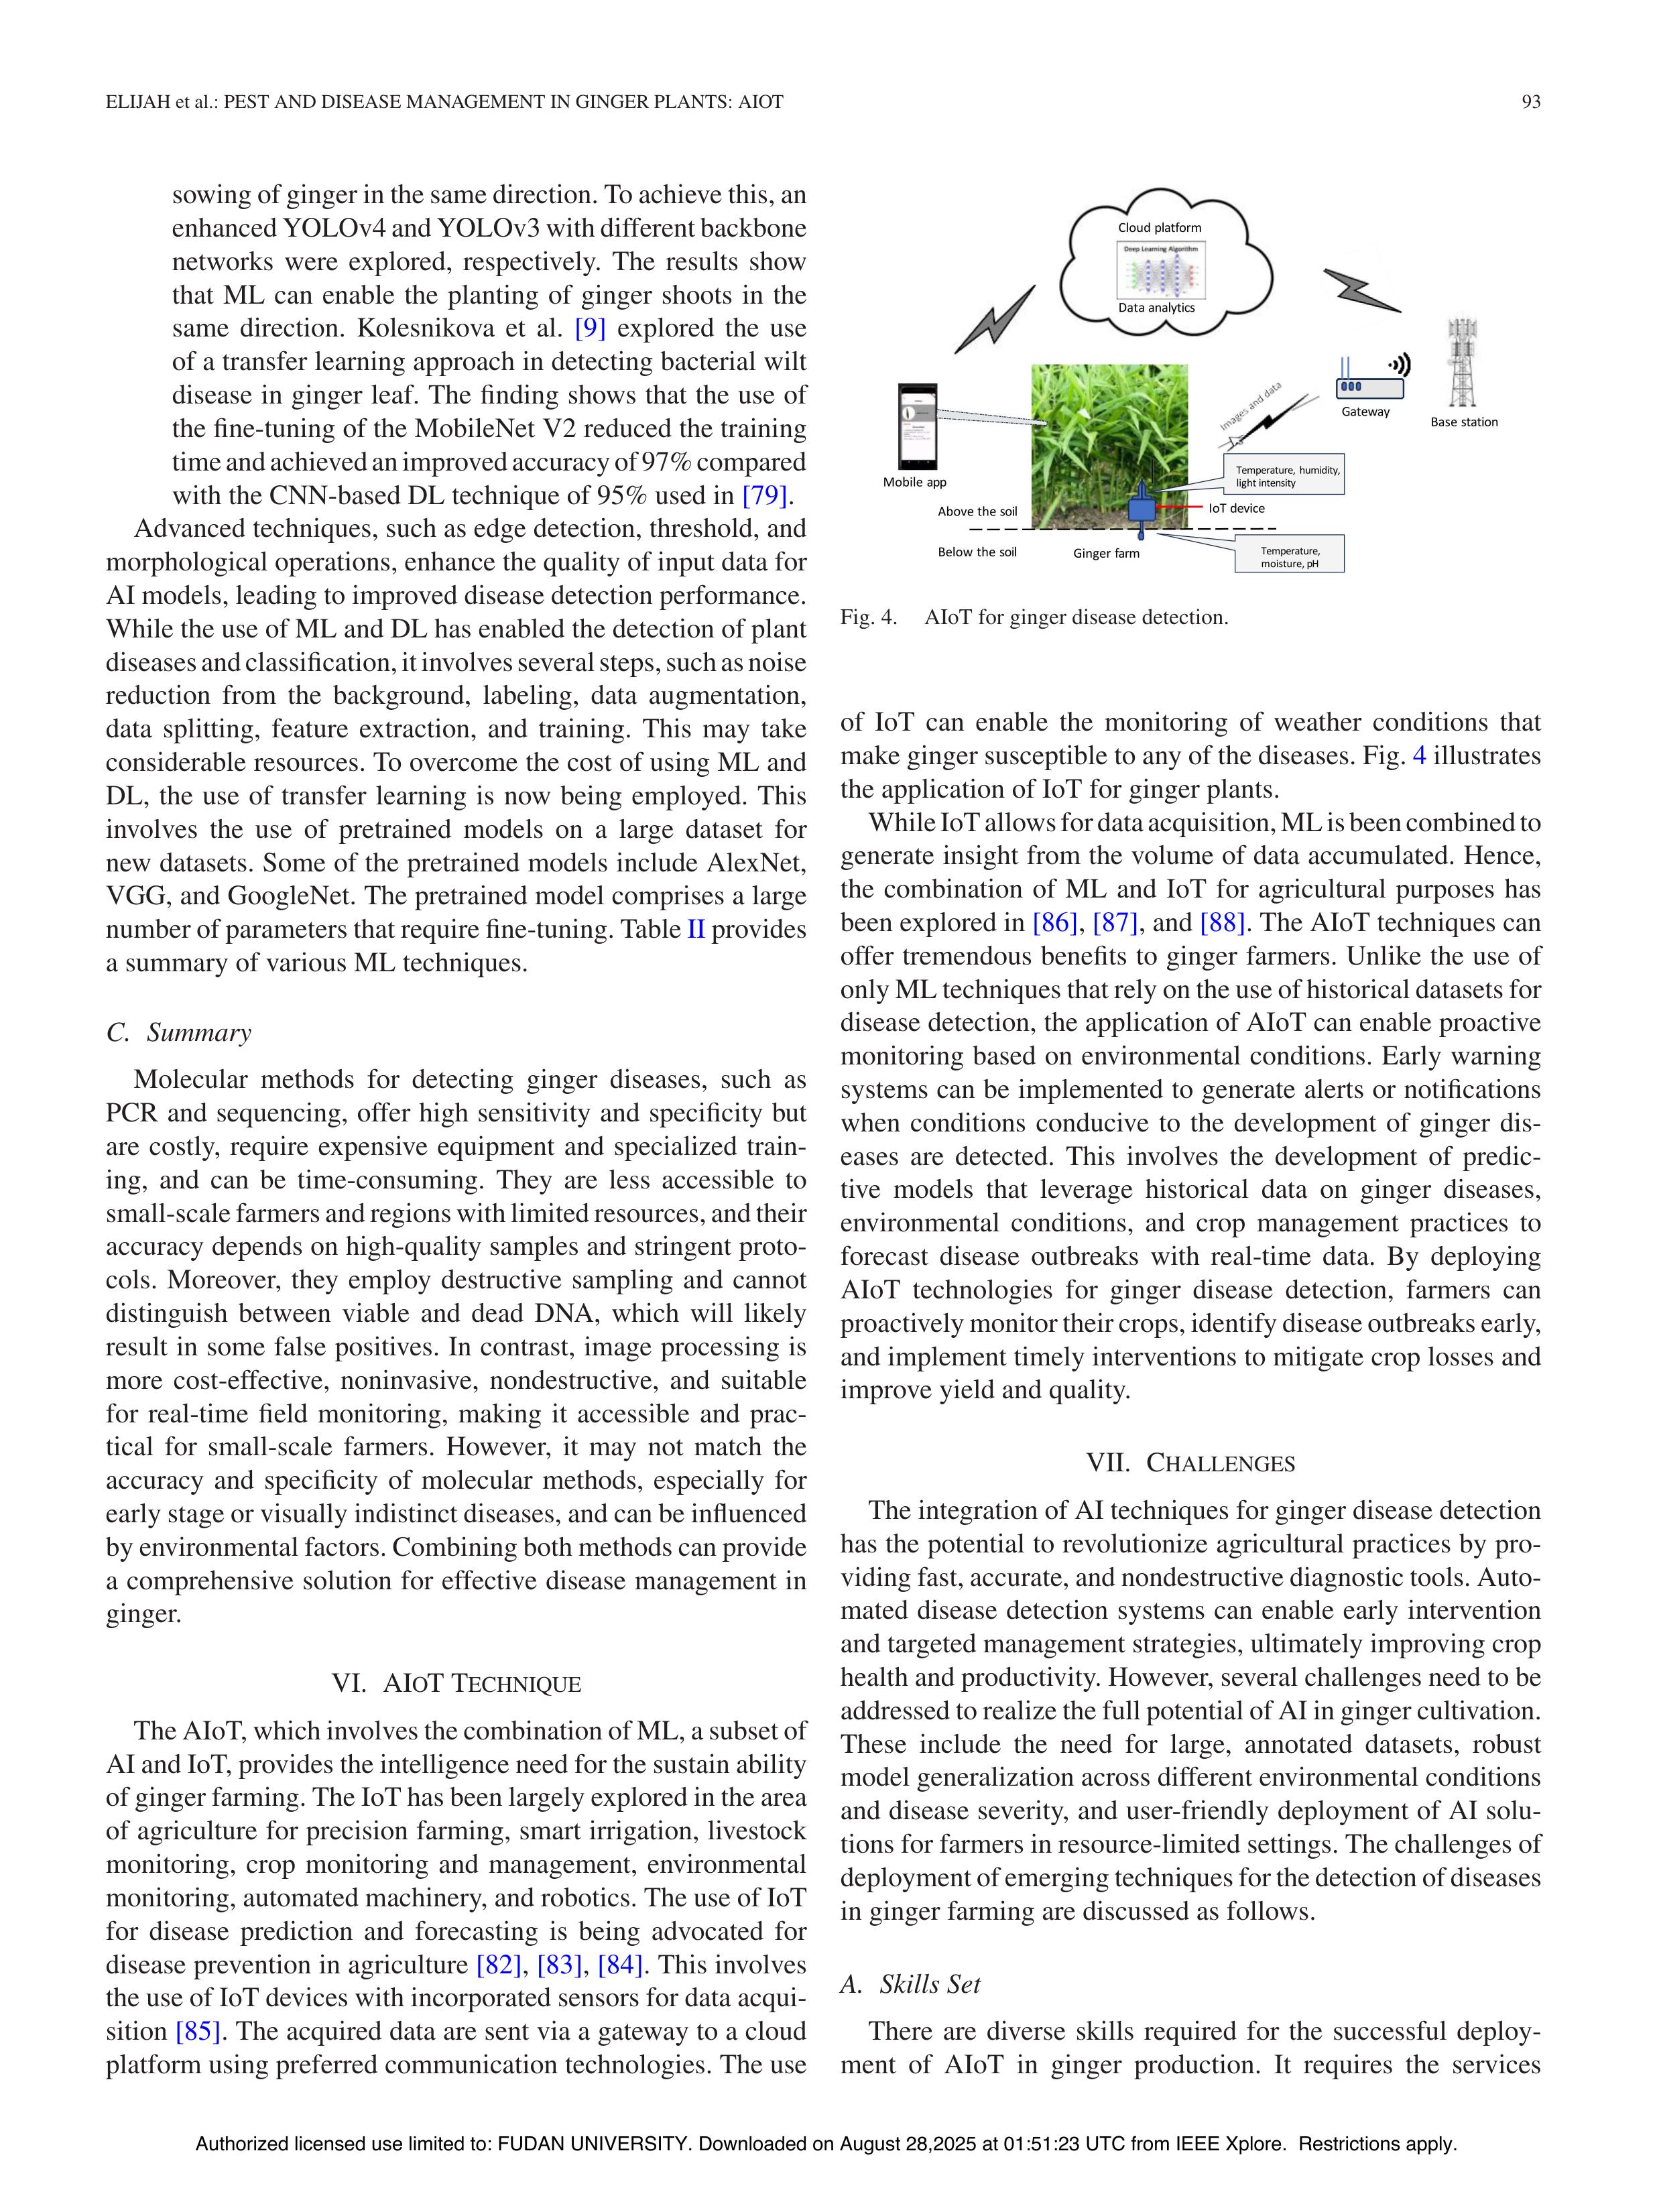 ELIJAH et al.: PEST AND DISEASE MANAGEMENT IN GINGER PLANTS: AIOT
93
sowing of ginger in the same direction. To achieve this, an
enhanced YOLOv4 and YOLOv3 with different backbone
networks were explored, respectively. The results show
that ML can enable the planting of ginger shoots in the
same direction. Kolesnikova et al. [9] explored the use
of a transfer learning approach in detecting bacterial wilt
disease in ginger leaf. The finding shows that the use of
the fine-tuning of the MobileNet V2 reduced the training
time and achieved an improved accuracy of 97% compared
with the CNN-based DL technique of 95% used in [79].
Advanced techniques, such as edge detection, threshold, and
morphological operations, enhance the quality of input data for
AI models, leading to improved disease detection performance.
While the use of ML and DL has enabled the detection of plant
diseases and classification, it involves several steps, such as noise
reduction from the background, labeling, data augmentation,
data splitting, feature extraction, and training. This may take
considerable resources. To overcome the cost of using ML and
DL, the use of transfer learning is now being employed. This
involves the use of pretrained models on a large dataset for
new datasets. Some of the pretrained models include AlexNet,
VGG, and GoogleNet. The pretrained model comprises a large
number of parameters that require fine-tuning. Table II provides
a summary of various ML techniques.
C. Summary
Molecular methods for detecting ginger diseases, such as
PCR and sequencing, offer high sensitivity and specificity but
are costly, require expensive equipment and specialized train-
ing, and can be time-consuming. They are less accessible to
small-scale farmers and regions with limited resources, and their
accuracy depends on high-quality samples and stringent proto-
cols. Moreover, they employ destructive sampling and cannot
distinguish between viable and dead DNA, which will likely
result in some false positives. In contrast, image processing is
more cost-effective, noninvasive, nondestructive, and suitable
for real-time field monitoring, making it accessible and prac-
tical for small-scale farmers. However, it may not match the
accuracy and specificity of molecular methods, especially for
early stage or visually indistinct diseases, and can be influenced
by environmental factors. Combining both methods can provide
a comprehensive solution for effective disease management in
ginger.
VI. AIOT TECHNIQUE
The AIoT, which involves the combination of ML, a subset of
AI and IoT, provides the intelligence need for the sustain ability
of ginger farming. The IoT has been largely explored in the area
of agriculture for precision farming, smart irrigation, livestock
monitoring, crop monitoring and management, environmental
monitoring, automated machinery, and robotics. The use of IoT
for disease prediction and forecasting is being advocated for
disease prevention in agriculture [82], [83], [84]. This involves
the use of IoT devices with incorporated sensors for data acqui-
sition [85]. The acquired data are sent via a gateway to a cloud
platform using preferred communication technologies. The use
Cloud platform
Deep Learning Algorithm
Data analytics
Images and data
Gateway
Base station
Mobile app
Temperature, humidity,
light intensity
Above the soil
IoT device
Below the soil
Ginger farm
Temperature,
moisture, pH
Fig. 4. AIoT for ginger disease detection.
of IoT can enable the monitoring of weather conditions that
make ginger susceptible to any of the diseases. Fig. 4 illustrates
the application of IoT for ginger plants.
While IoT allows for data acquisition, ML is been combined to
generate insight from the volume of data accumulated. Hence,
the combination of ML and IoT for agricultural purposes has
been explored in [86], [87], and [88]. The AIoT techniques can
offer tremendous benefits to ginger farmers. Unlike the use of
only ML techniques that rely on the use of historical datasets for
disease detection, the application of AIoT can enable proactive
monitoring based on environmental conditions. Early warning
systems can be implemented to generate alerts or notifications
when conditions conducive to the development of ginger dis-
eases are detected. This involves the development of predic-
tive models that leverage historical data on ginger diseases,
environmental conditions, and crop management practices to
forecast disease outbreaks with real-time data. By deploying
AIoT technologies for ginger disease detection, farmers can
proactively monitor their crops, identify disease outbreaks early,
and implement timely interventions to mitigate crop losses and
improve yield and quality.
VII. CHALLENGES
The integration of AI techniques for ginger disease detection
has the potential to revolutionize agricultural practices by pro-
viding fast, accurate, and nondestructive diagnostic tools. Auto-
mated disease detection systems can enable early intervention
and targeted management strategies, ultimately improving crop
health and productivity. However, several challenges need to be
addressed to realize the full potential of AI in ginger cultivation.
These include the need for large, annotated datasets, robust
model generalization across different environmental conditions
and disease severity, and user-friendly deployment of AI solu-
tions for farmers in resource-limited settings. The challenges of
deployment of emerging techniques for the detection of diseases
in ginger farming are discussed as follows.
A. Skills Set
There are diverse skills required for the successful deploy-
ment of AIoT in ginger production. It requires the services
Authorized licensed use limited to: FUDAN UNIVERSITY. Downloaded on August 28,2025 at 01:51:23 UTC from IEEE Xplore. Restrictions apply.